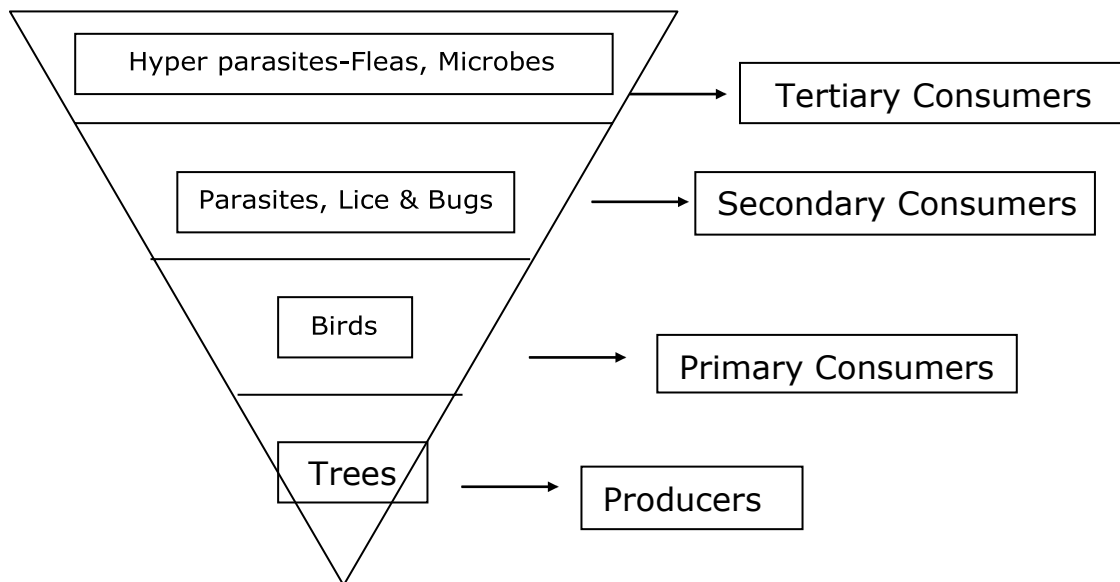 Hyper parasites-Fleas, Microbes
Tertiary Consumers
Parasites, Lice & Bugs
Secondary Consumers
Birds
Primary Consumers
Trees
Producers